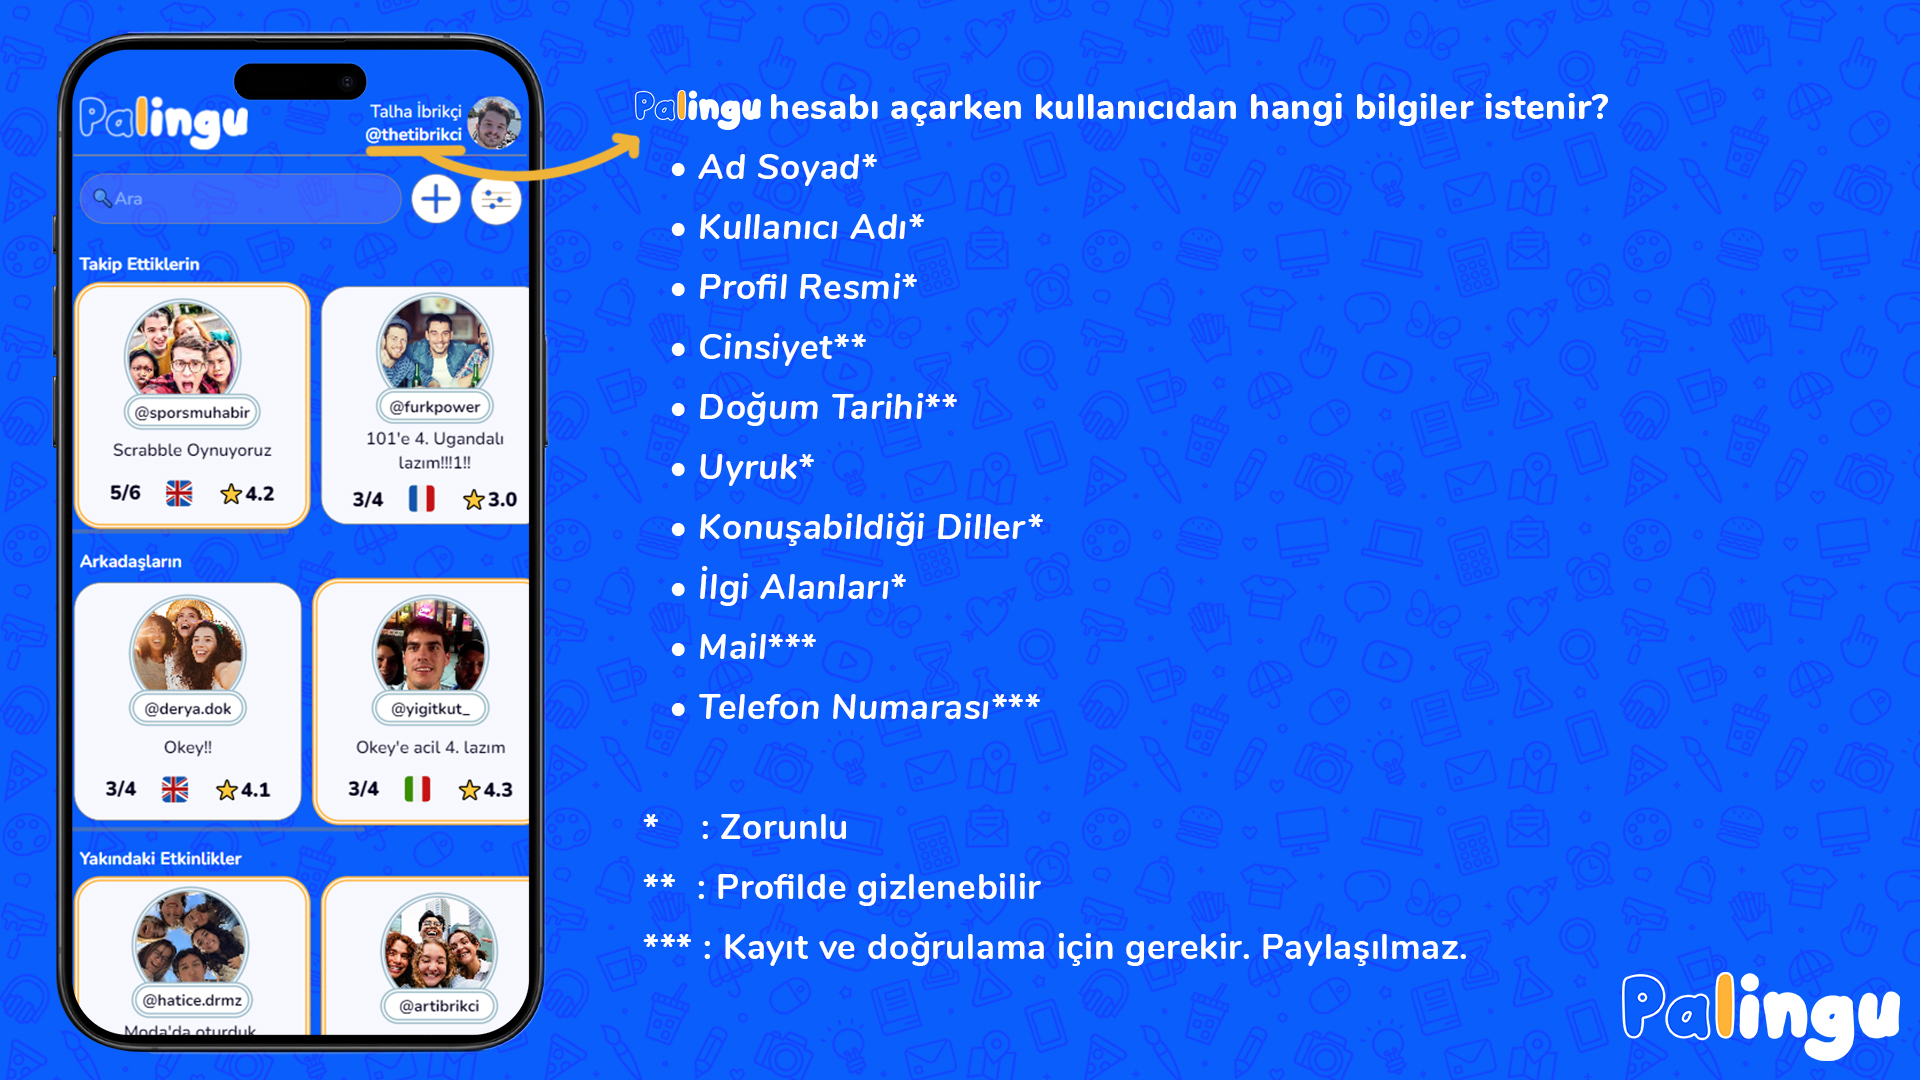 Palingu
Talha İbrikçi
@thetibrikci
Ara
Takip Ettiklerin
@sporsmuhabir
Scrabble Oynuyoruz
5/6
4.2
@furkpower
101'e 4. Ugandalı
lazım!!!1!!
3/4
3.0
Arkadaşların
@derya.dok
Okey!!
3/4
4.1
@yigitkut_
Okey'e acil 4. lazım
3/4
4.3
Yakındaki Etkinlikler
@hatice.drmz
Moda'da oturduk
@artibrikci
Palingu hesabı açarken kullanıcıdan hangi bilgiler istenir?
• Ad Soyad*
• Kullanıcı Adı*
• Profil Resmi*
• Cinsiyet**
• Doğum Tarihi**
• Uyruk*
• Konuşabildiği Diller*
• İlgi Alanları*
• Mail***
• Telefon Numarası***
* : Zorunlu
** : Profilde gizlenebilir
*** : Kayıt ve doğrulama için gerekir. Paylaşılmaz.
Palingu